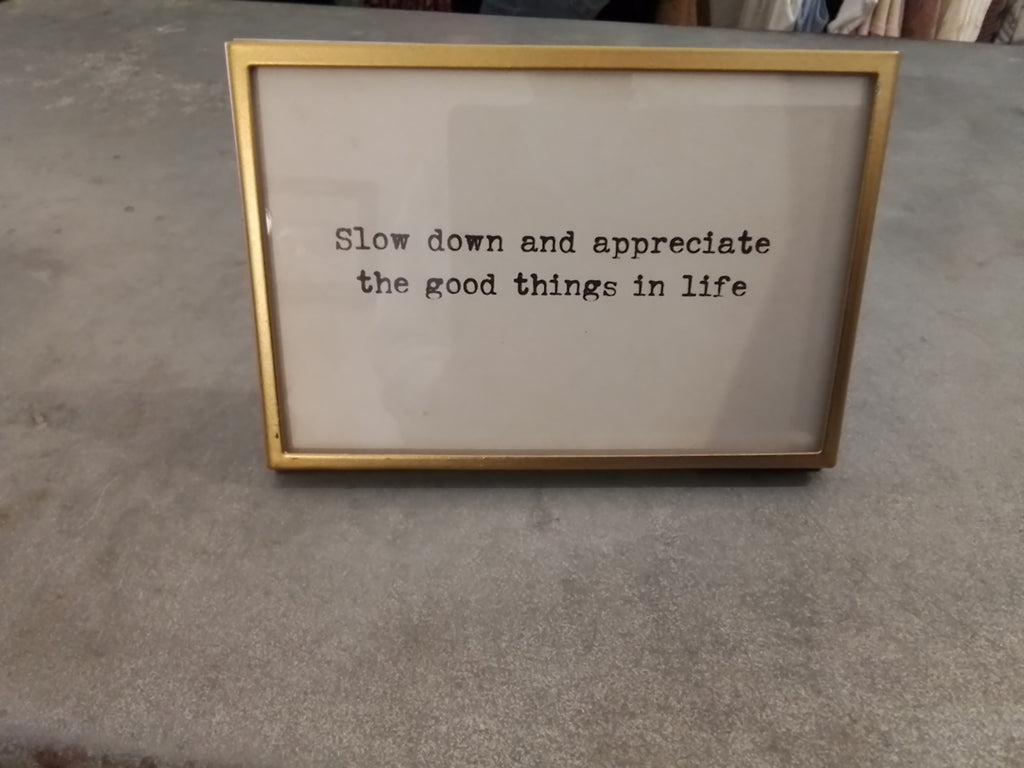 Slow down and appreciate
the good things in life